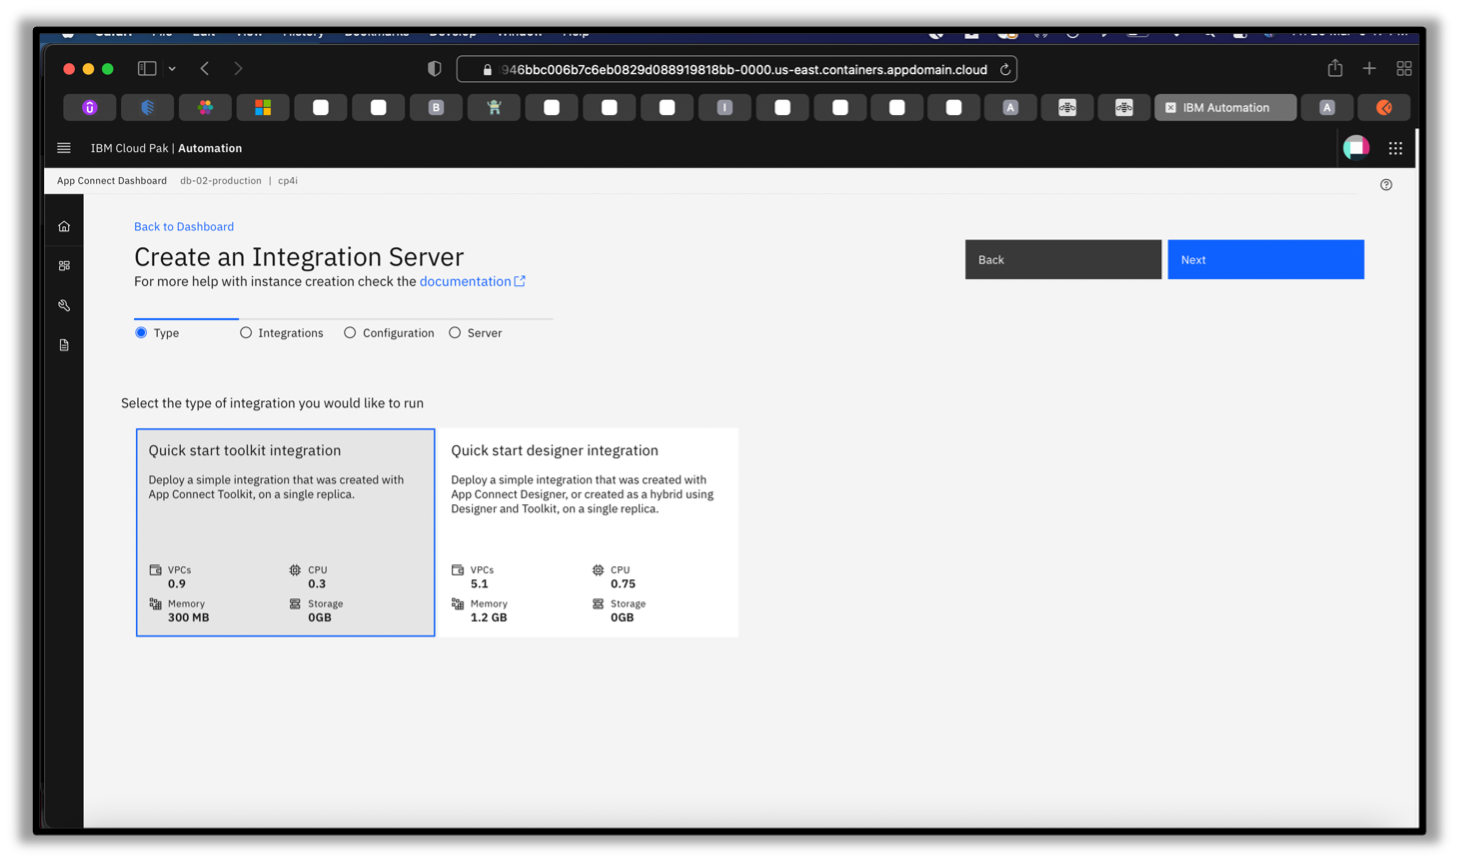 946bbc006b7c6eb0829d088919818bb-0000.us-east.containers.appdomain.cloud
B
I
A
IBM Automation
A
IBM Cloud Pak | Automation
App Connect Dashboard db-02-production | cp4i
Back to Dashboard
Create an Integration Server
For more help with instance creation check the documentation
Back
Next
Type
Integrations
Configuration
Server
Select the type of integration you would like to run
Quick start toolkit integration
Deploy a simple integration that was created with
App Connect Toolkit, on a single replica.
VPCs
0.9
CPU
0.3
Memory
300 MB
Storage
0GB
Quick start designer integration
Deploy a simple integration that was created with
App Connect Designer, or created as a hybrid using
Designer and Toolkit, on a single replica.
VPCs
5.1
CPU
0.75
Memory
1.2 GB
Storage
0GB